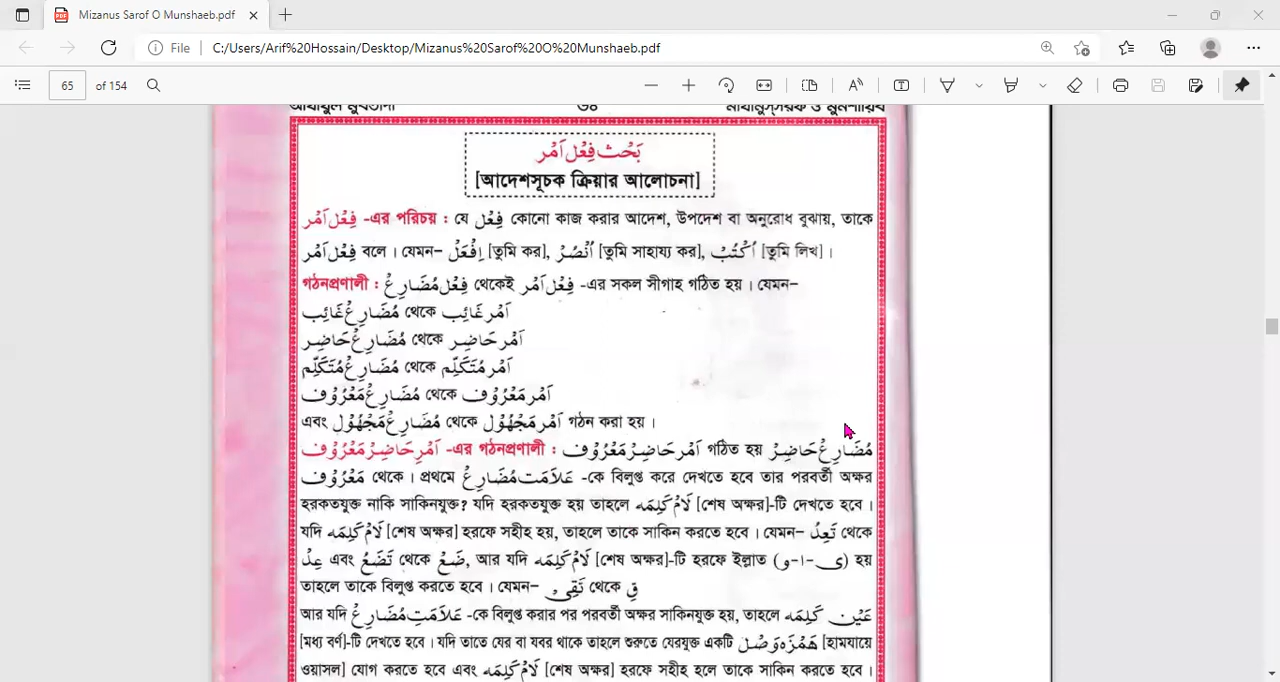 Mizanus Sarof O Munshaeb.pdf
File C:/Users/Arif%20Hossain/Desktop/Mizanus%20Sarof%20O%20Munshaeb.pdf
65 of 154
৬৪ মীযানুস্সরফ ও মুনশায়িব
بَحْث فِعْل اَمْر
[আদেশসূচক ক্রিয়ার আলোচনা]
فِعْل اَمْر -এর পরিচয় : যে فِعْل কোনো কাজ করার আদেশ, উপদেশ বা অনুরোধ বুঝায়, তাকে
فِعْل اَمْر বলে । যেমন– اِفْعَلْ [তুমি কর], اُنْصُرْ [তুমি সাহায্য কর], اُكْتُبْ [তুমি লিখ] ।
গঠনপ্রণালী : فِعْل مُضَارِعْ থেকেই فِعْل اَمْر -এর সকল সীগাহ গঠিত হয় । যেমন–
مُضَارِعْ غَائِب থেকে اَمْر غَائِب
مُضَارِعْ حَاضِر থেকে اَمْر حَاضِر
مُضَارِعْ مُتَكَلِّم থেকে اَمْر مُتَكَلِّم
مُضَارِعْ مَعْرُوْف থেকে اَمْر مَعْرُوْف
এবং مُضَارِعْ مَجْهُوْل থেকে اَمْر مَجْهُوْل গঠন করা হয় ।
اَمْرِ حَاضِرْ مَعْرُوْف -এর গঠনপ্রণালী : اَمْر حَاضِرْ مَعْرُوْف গঠিত হয় مُضَارِعْ حَاضِرْ
مَعْرُوْف থেকে । প্রথমে عَلَامَت مُضَارِعْ -কে বিলুপ্ত করে দেখতে হবে তার পরবর্তী অক্ষর
হরকতযুক্ত নাকি সাকিনযুক্ত? যদি হরকতযুক্ত হয় তাহলে لَامْ كَلِمَه [শেষ অক্ষর]-টি দেখতে হবে ।
যদি لَامْ كَلِمَه [শেষ অক্ষর] হরফে সহীহ হয়, তাহলে তাকে সাকিন করতে হবে । যেমন– تَعِدُ থেকে
عِدْ এবং تَضَعُ থেকে ضَعْ, আর যদি لَامْ كَلِمَه [শেষ অক্ষর]-টি হরফে ইল্লাত (و-ا-ى) হয়
তাহলে তাকে বিলুপ্ত করতে হবে । যেমন– تَقِىْ থেকে قِ
আর যদি عَلَامَتِ مُضَارِعْ -কে বিলুপ্ত করার পর পরবর্তী অক্ষর সাকিনযুক্ত হয়, তাহলে عَيْن كَلِمَه
[মধ্য বর্ণ]-টি দেখতে হবে । যদি তাতে যের বা যবর থাকে তাহলে শুরুতে যেরযুক্ত একটি هَمْزَه وَصْل [হামযায়ে
ওয়াসল] যোগ করতে হবে এবং لَامْ كَلِمَه [শেষ অক্ষর] হরফে সহীহ হলে তাকে সাকিন করতে হবে ।